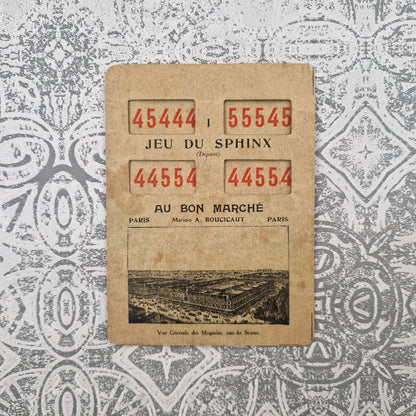 45444 I 55545
JEU DU SPHINX
(Déposé)
44554 44554
AU BON MARCHÉ
PARIS Maison A. BOUCICAUT PARIS
Vue Générale des Magasins, rue de Sèvres.